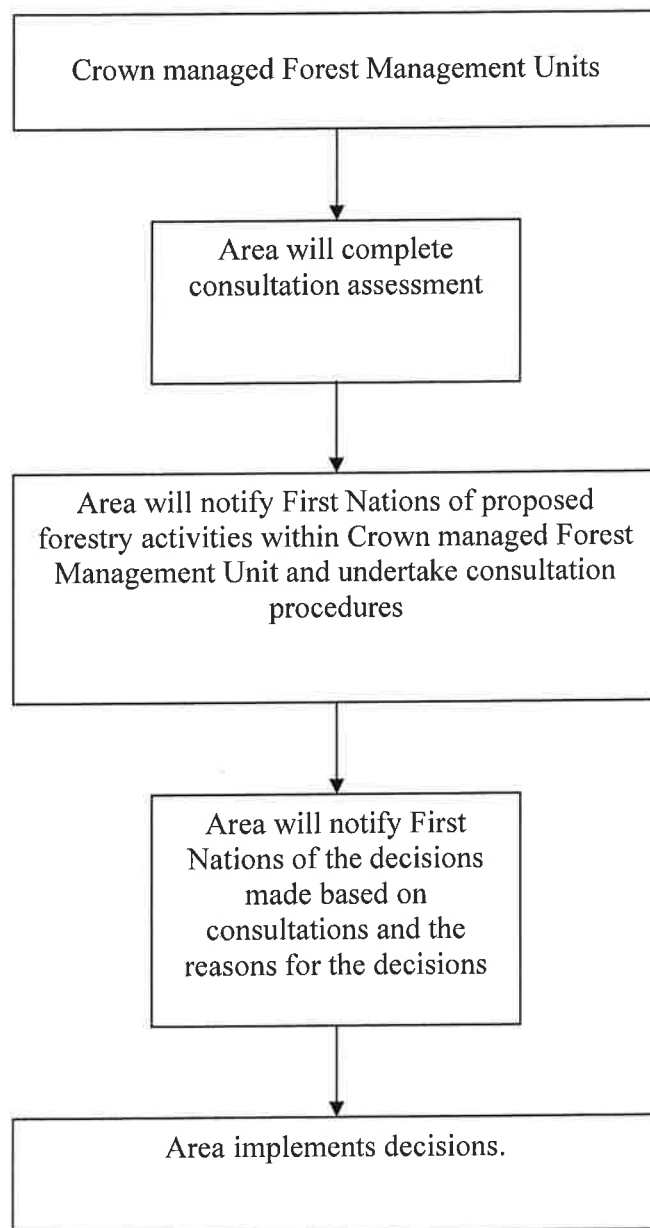 Crown managed Forest Management Units
Area will complete
consultation assessment
Area will notify First Nations of proposed
forestry activities within Crown managed Forest
Management Unit and undertake consultation
procedures
Area will notify First
Nations of the decisions
made based on
consultations and the
reasons for the decisions
Area implements decisions.